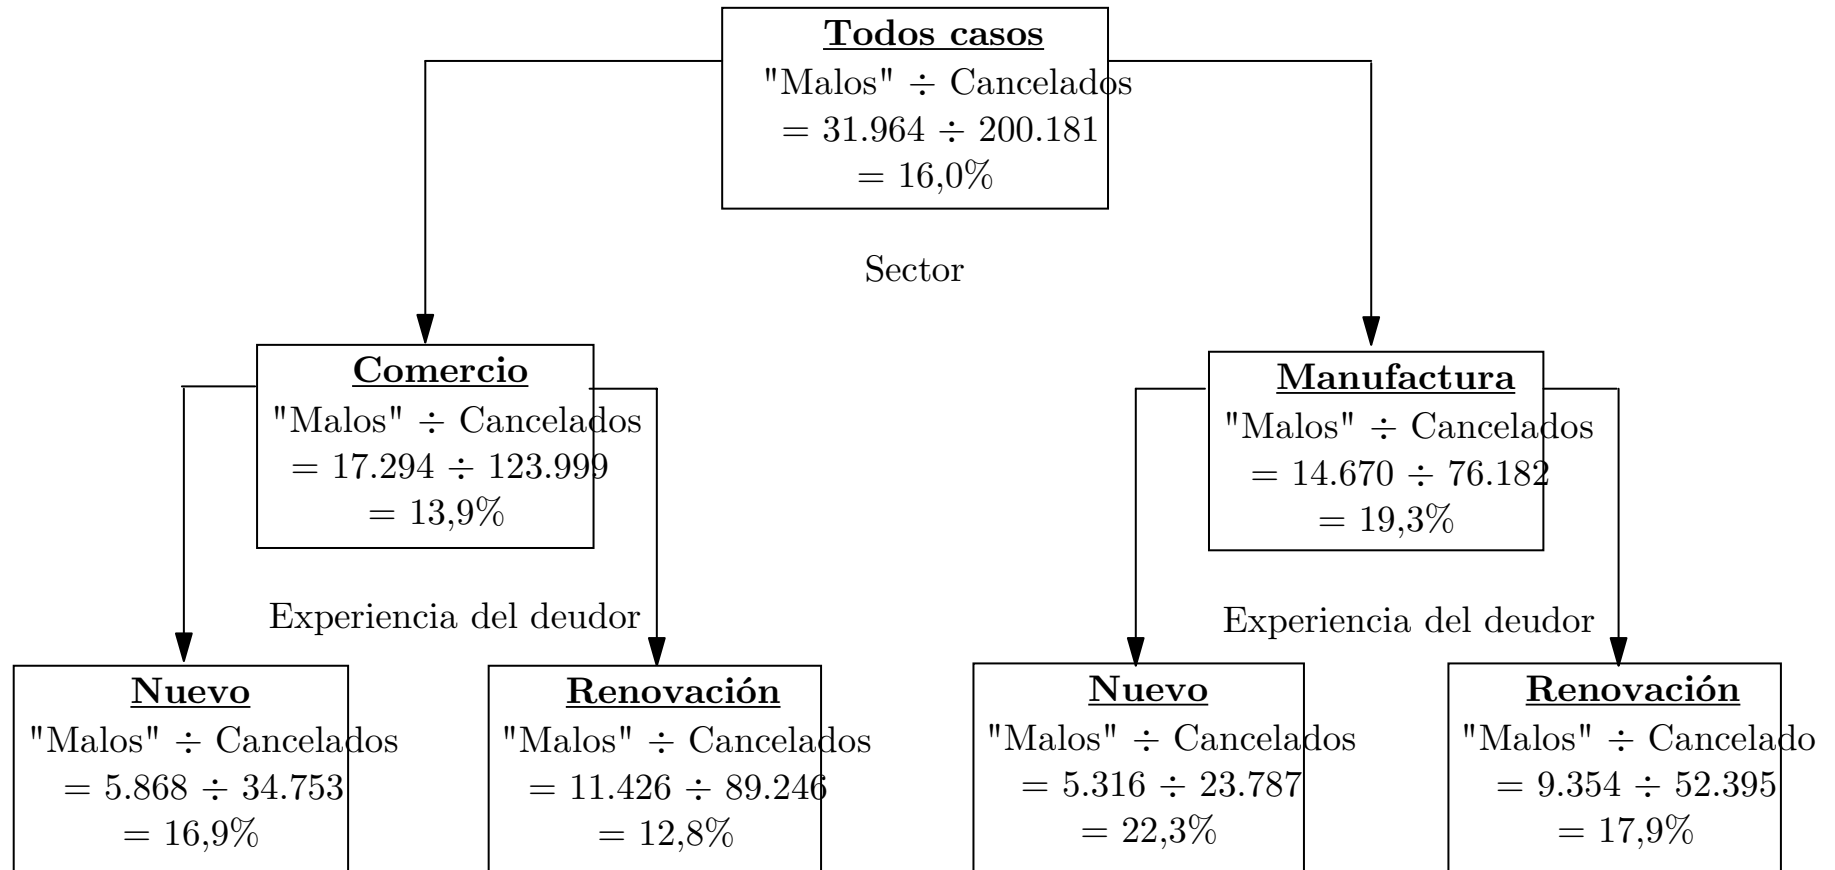 Todos casos
"Malos" ÷ Cancelados
= 31.964 ÷ 200.181
= 16,0%
Sector
Comercio
"Malos" ÷ Cancelados
= 17.294 ÷ 123.999
= 13,9%
Manufactura
"Malos" ÷ Cancelados
= 14.670 ÷ 76.182
= 19,3%
Experiencia del deudor
Experiencia del deudor
Nuevo
"Malos" ÷ Cancelados
= 5.868 ÷ 34.753
= 16,9%
Renovación
"Malos" ÷ Cancelados
= 11.426 ÷ 89.246
= 12,8%
Nuevo
"Malos" ÷ Cancelados
= 5.316 ÷ 23.787
= 22,3%
Renovación
"Malos" ÷ Cancelado
= 9.354 ÷ 52.395
= 17,9%